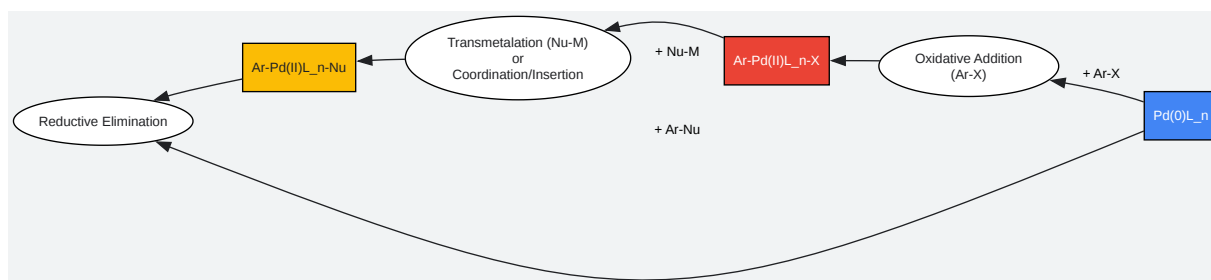 Transmetalation (Nu-M)
or
Coordination/Insertion
+ Nu-M
Ar-Pd(II)L_n-X
Oxidative Addition
(Ar-X)
+ Ar-X
Ar-Pd(II)L_n-Nu
Pd(0)L_n
Reductive Elimination
+ Ar-Nu